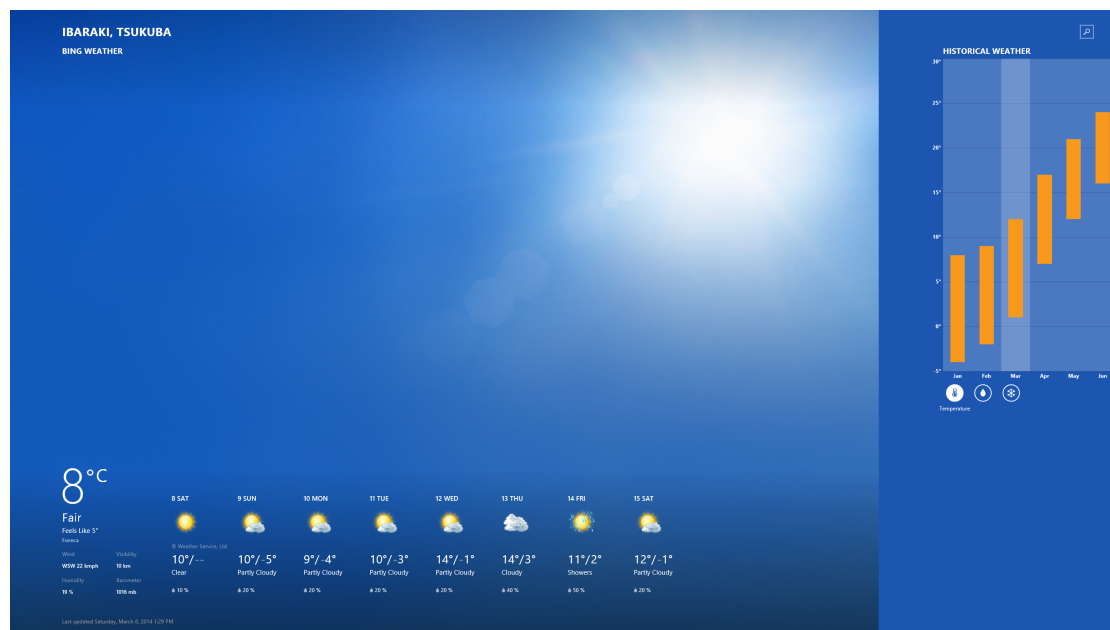 IBARAKI, TSUKUBA
BING WEATHER
HISTORICAL WEATHER
30°
25°
20°
15°
10°
5°
0°
-5°
Jan Feb Mar Apr May Jun
Temperature
8°C
Fair
Feels Like 5°
Foreca
Wind Visibility
WSW 22 kmph 10 km
Humidity Barometer
19 % 1016 mb
8 SAT 9 SUN 10 MON 11 TUE 12 WED 13 THU 14 FRI 15 SAT
© Weather Service, Ltd
10°/-- 10°/-5° 9°/-4° 10°/-3° 14°/-1° 14°/3° 11°/2° 12°/-1°
Clear Partly Cloudy Partly Cloudy Partly Cloudy Partly Cloudy Cloudy Showers Partly Cloudy
10 % 20 % 20 % 20 % 20 % 40 % 50 % 20 %
Last updated Saturday, March 8, 2014 1:29 PM